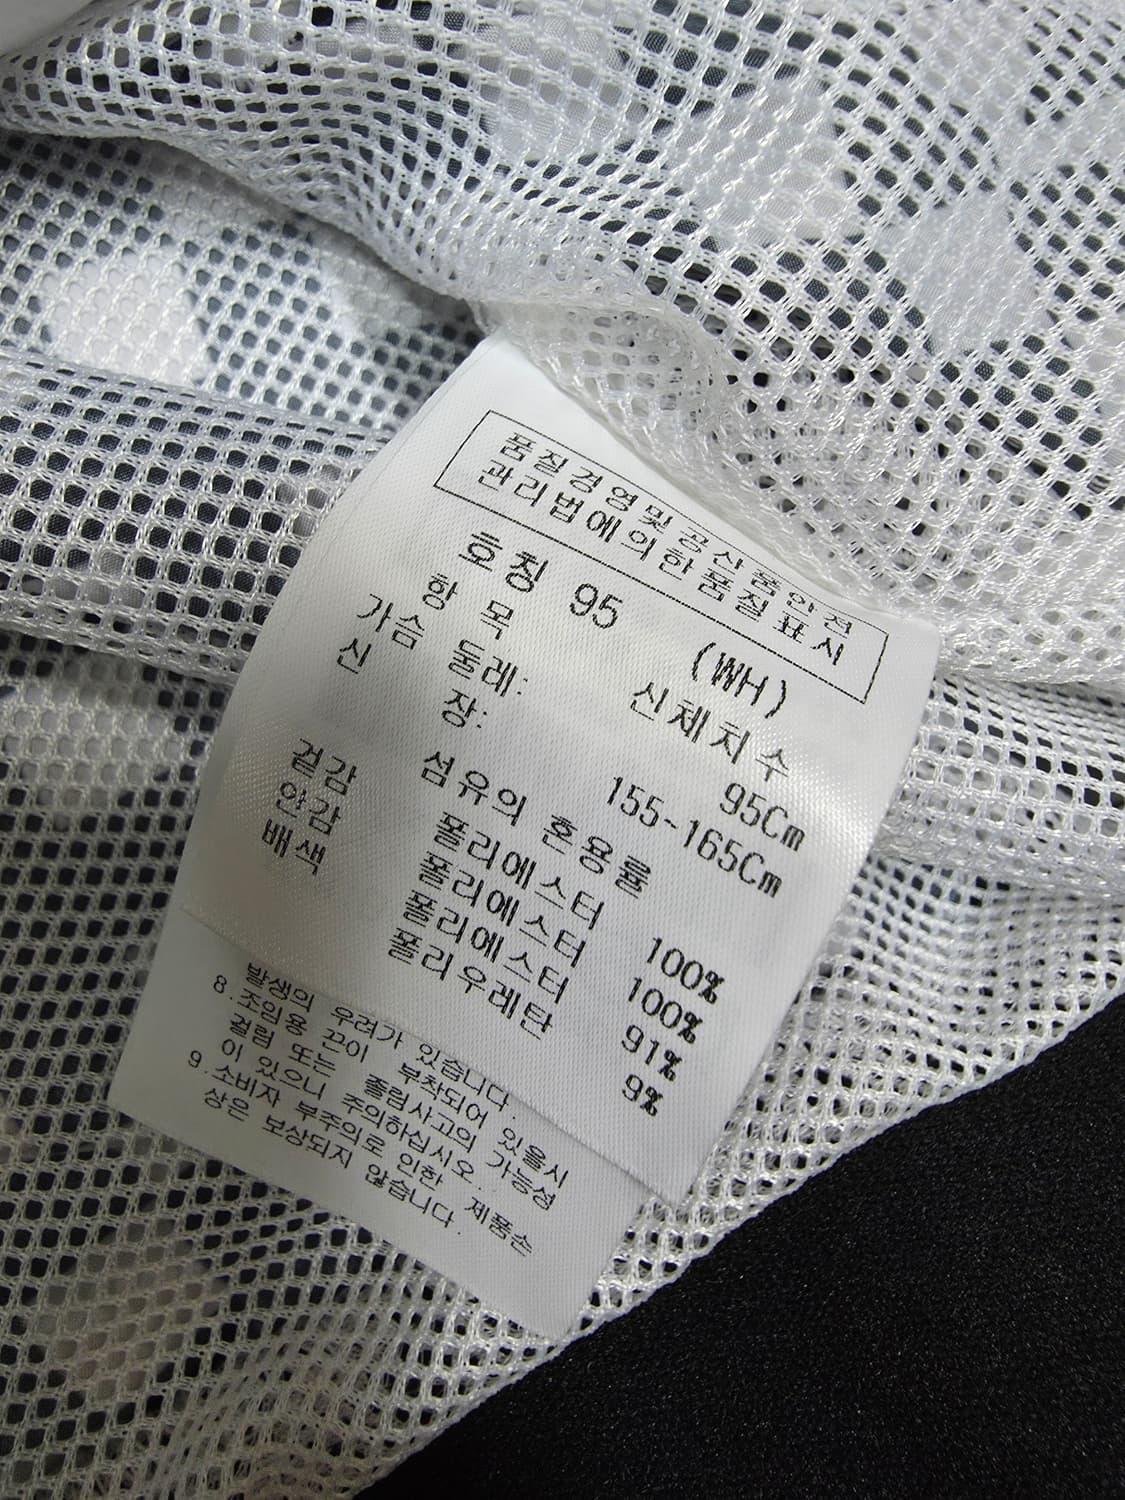 품질경영및공산품안전
관리법에의한품질표시
호칭 95 (WH)
항 목 신체치수
가슴 둘레: 95Cm
신 장: 155-165Cm
섬유의 혼용률
겉감 폴리에스터 100%
안감 폴리에스터 100%
배색 폴리에스터 91%
폴리우레탄 9%
발생의 우려가 있습니다.
8.조임용 끈이 부착되어 있을시
걸림 또는 졸림사고의 가능성
이 있으니 주의하십시오.
9.소비자 부주의로 인한 제품손
상은 보상되지 않습니다.